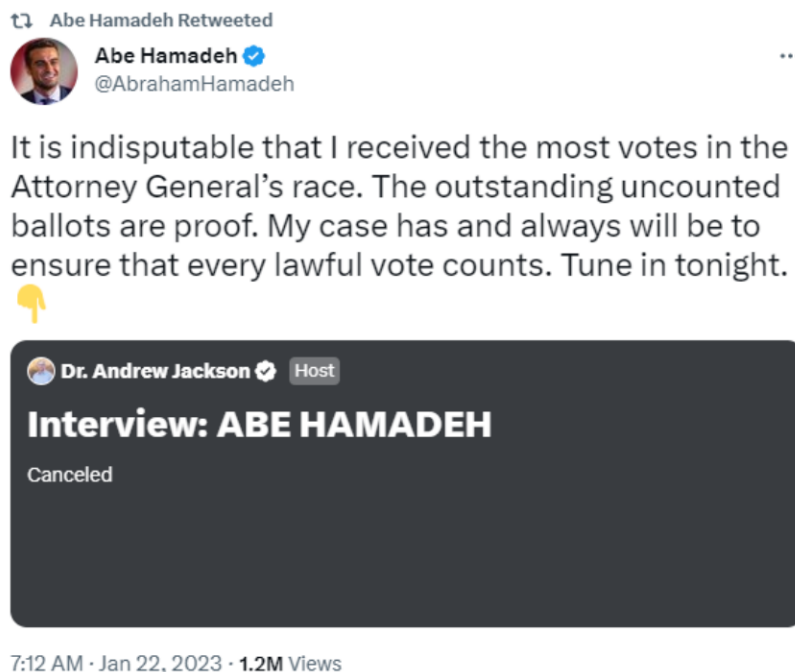 Abe Hamadeh Retweeted
Abe Hamadeh
@AbrahamHamadeh
It is indisputable that I received the most votes in the
Attorney General’s race. The outstanding uncounted
ballots are proof. My case has and always will be to
ensure that every lawful vote counts. Tune in tonight.
👇
Dr. Andrew Jackson Host
Interview: ABE HAMADEH
Canceled
7:12 AM · Jan 22, 2023 · 1.2M Views